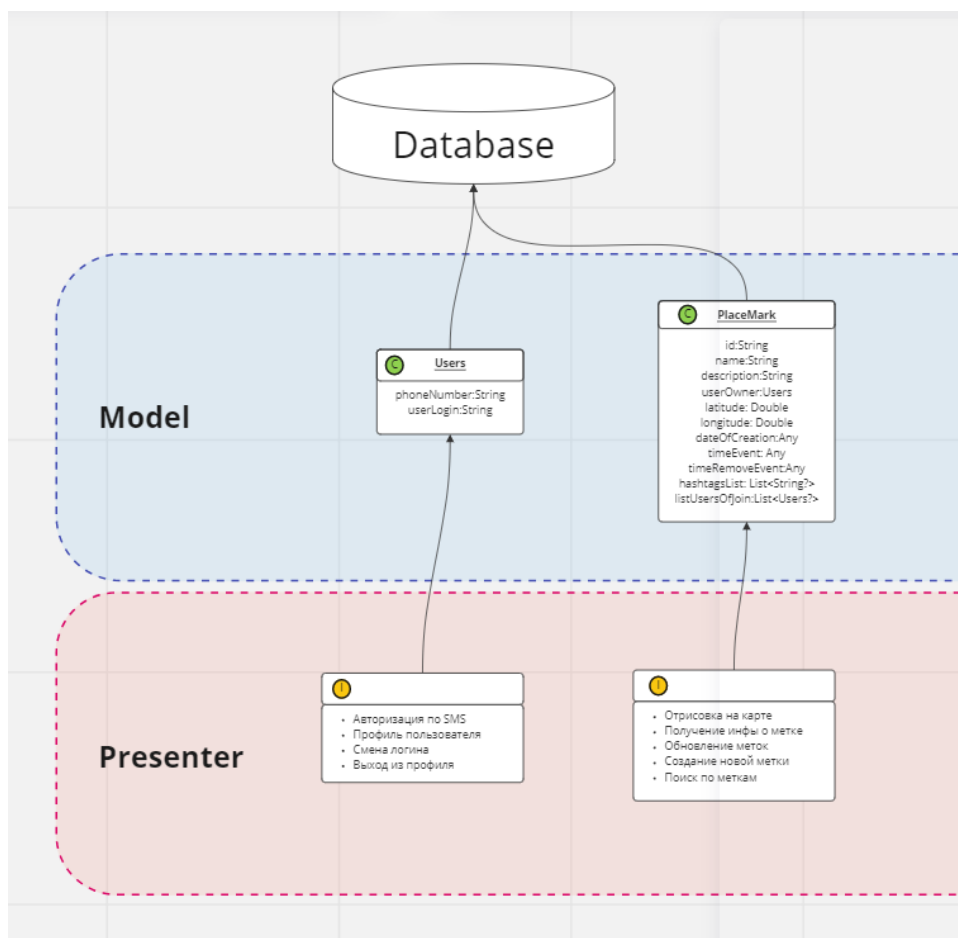 Database
Model
C Users
phoneNumber:String
userLogin:String
C PlaceMark
id:String
name:String
description:String
userOwner:Users
latitude: Double
longitude: Double
dateOfCreation:Any
timeEvent: Any
timeRemoveEvent:Any
hashtagsList: List<String?>
listUsersOfJoin:List<Users?>
Presenter
I
• Авторизация по SMS
• Профиль пользователя
• Смена логина
• Выход из профиля
I
• Отрисовка на карте
• Получение инфы о метке
• Обновление меток
• Создание новой метки
• Поиск по меткам